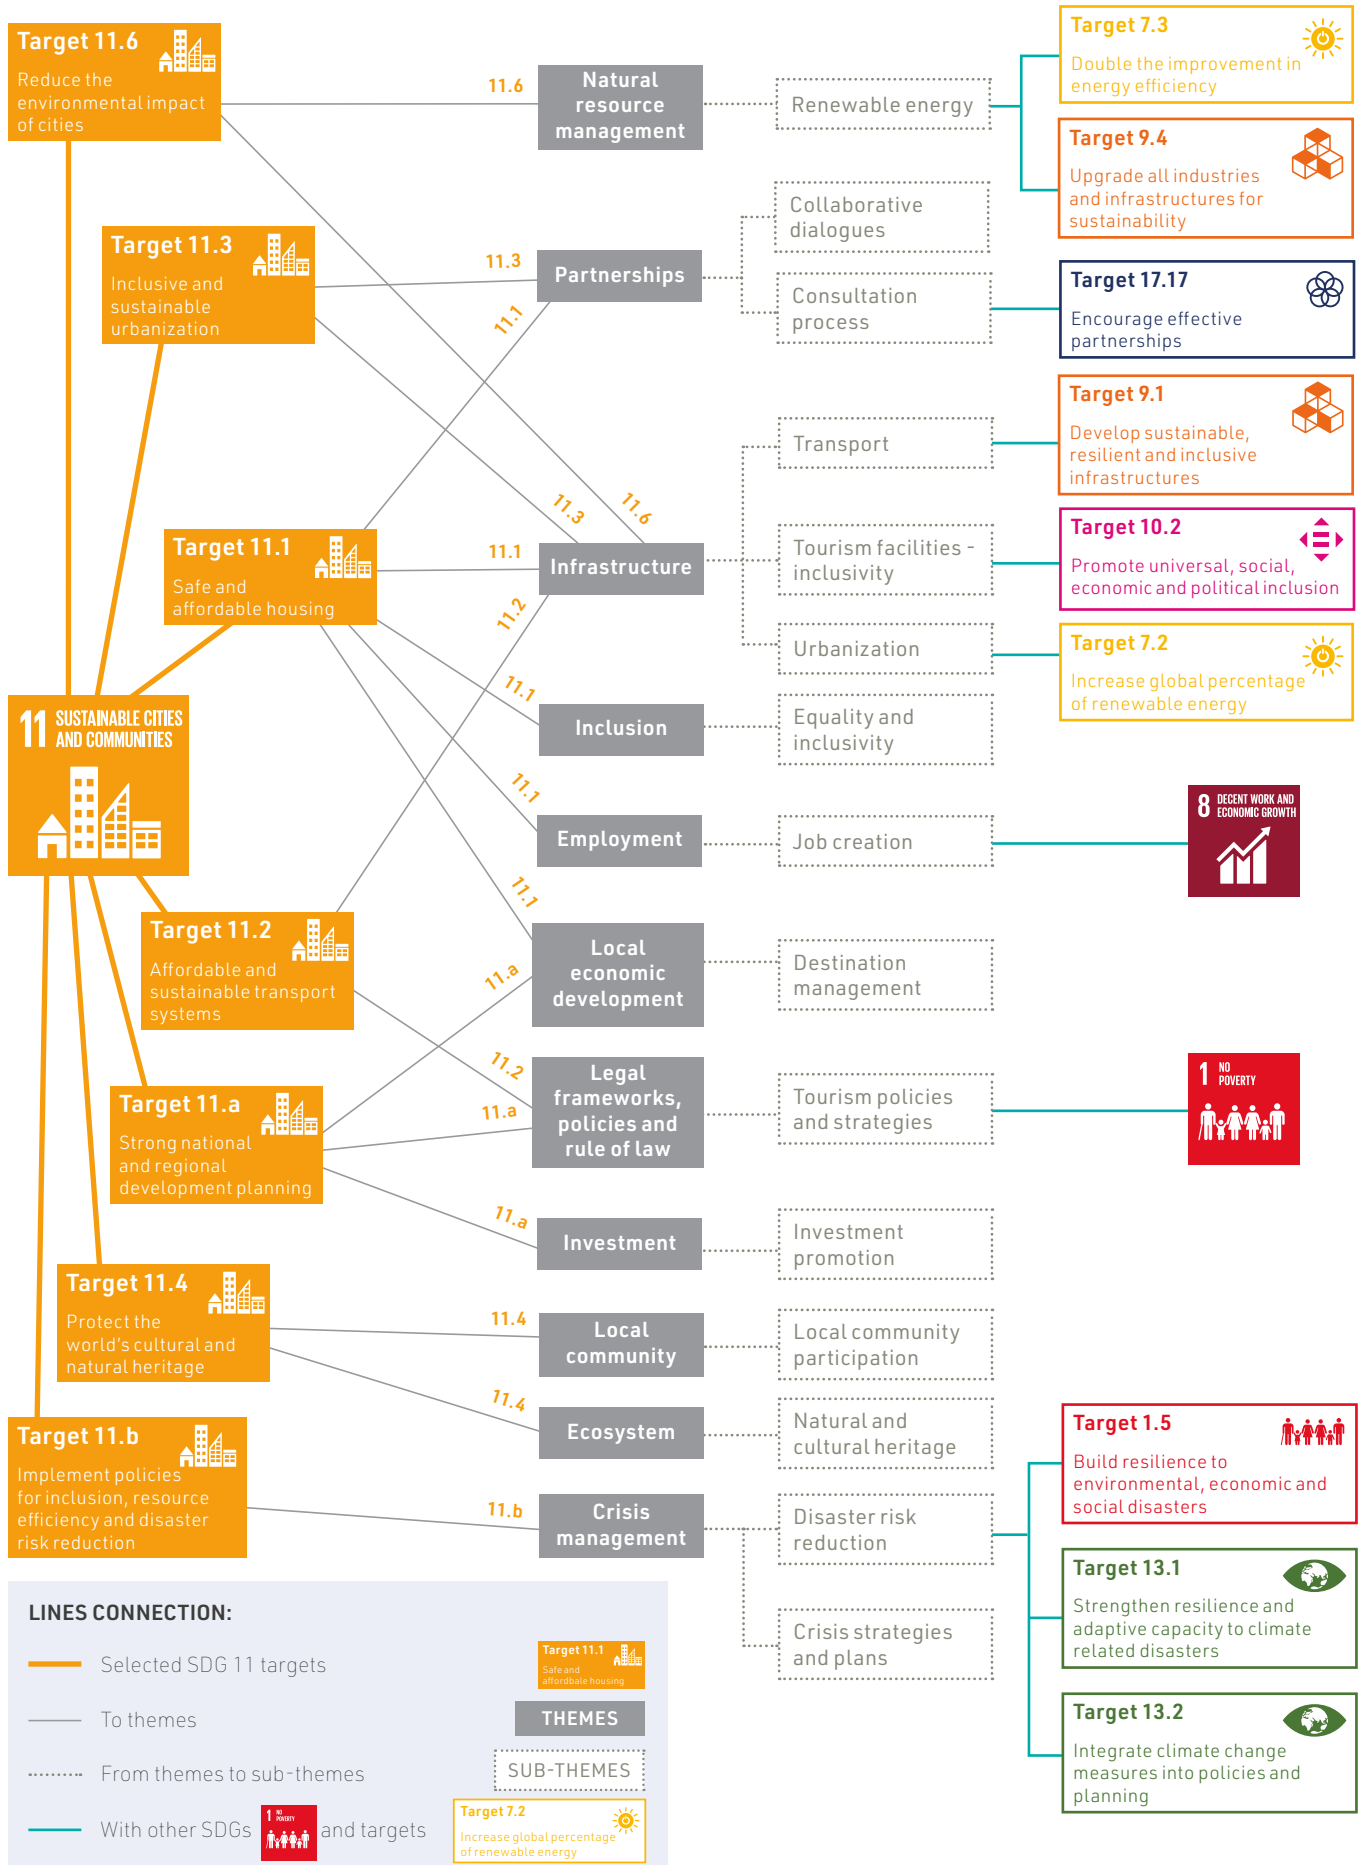 Target 11.6
Reduce the
environmental impact
of cities
11.6
Natural
resource
management
Renewable energy
Target 7.3
Double the improvement in
energy efficiency
Target 9.4
Upgrade all industries
and infrastructures for
sustainability
Target 11.3
Inclusive and
sustainable
urbanization
11.3
11.1
Partnerships
Collaborative
dialogues
Consultation
process
Target 17.17
Encourage effective
partnerships
Target 9.1
Develop sustainable,
resilient and inclusive
infrastructures
Target 11.1
Safe and
affordable housing
11.3
11.6
11.1
11.2
Infrastructure
Transport
Tourism facilities -
inclusivity
Urbanization
Target 10.2
Promote universal, social,
economic and political inclusion
Target 7.2
Increase global percentage
of renewable energy
11 SUSTAINABLE CITIES
AND COMMUNITIES
11.1
Inclusion
Equality and
inclusivity
11.1
Employment
Job creation
8 DECENT WORK AND
ECONOMIC GROWTH
Target 11.2
Affordable and
sustainable transport
systems
11.1
11.a
Local
economic
development
Destination
management
Target 11.a
Strong national
and regional
development planning
11.2
11.a
Legal
frameworks,
policies and
rule of law
Tourism policies
and strategies
1 NO
POVERTY
11.a
Investment
Investment
promotion
Target 11.4
Protect the
world's cultural and
natural heritage
11.4
Local
community
Local community
participation
11.4
Ecosystem
Natural and
cultural heritage
Target 11.b
Implement policies
for inclusion, resource
efficiency and disaster
risk reduction
11.b
Crisis
management
Disaster risk
reduction
Crisis strategies
and plans
Target 1.5
Build resilience to
environmental, economic and
social disasters
Target 13.1
Strengthen resilience and
adaptive capacity to climate
related disasters
Target 13.2
Integrate climate change
measures into policies and
planning
LINES CONNECTION:
Selected SDG 11 targets
Target 11.1
Safe and
affordbale housing
To themes
THEMES
From themes to sub-themes
SUB-THEMES
With other SDGs
1 NO
POVERTY
and targets
Target 7.2
Increase global percentage
of renewable energy